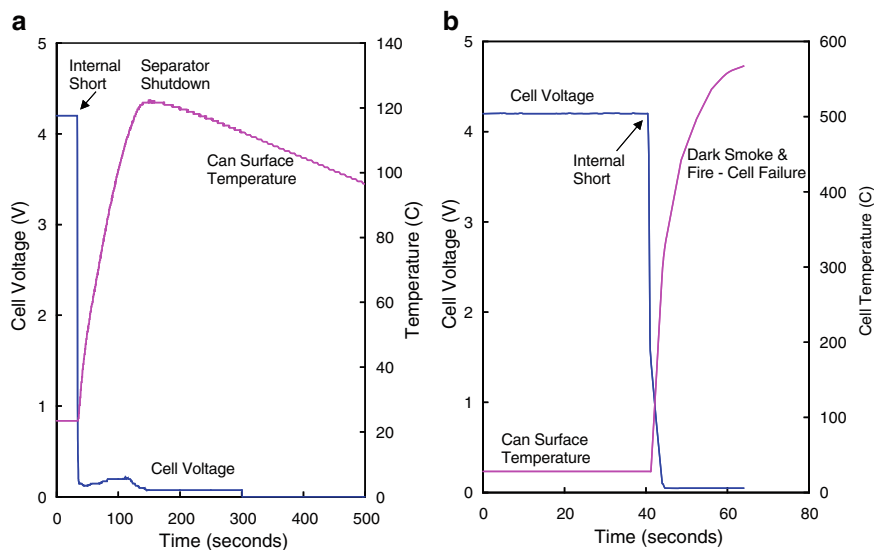 a
5
4
3
2
1
0
Cell Voltage (V)
Internal
Short
Separator
Shutdown
Can Surface
Temperature
Cell Voltage
140
120
100
80
60
40
20
0
Temperature (C)
0
100
200
300
400
500
Time (seconds)
b
5
4
3
2
1
0
Cell Voltage (V)
Cell Voltage
Internal
Short
Dark Smoke &
Fire - Cell Failure
Can Surface
Temperature
600
500
400
300
200
100
0
Cell Temperature (C)
0
20
40
60
80
Time (seconds)